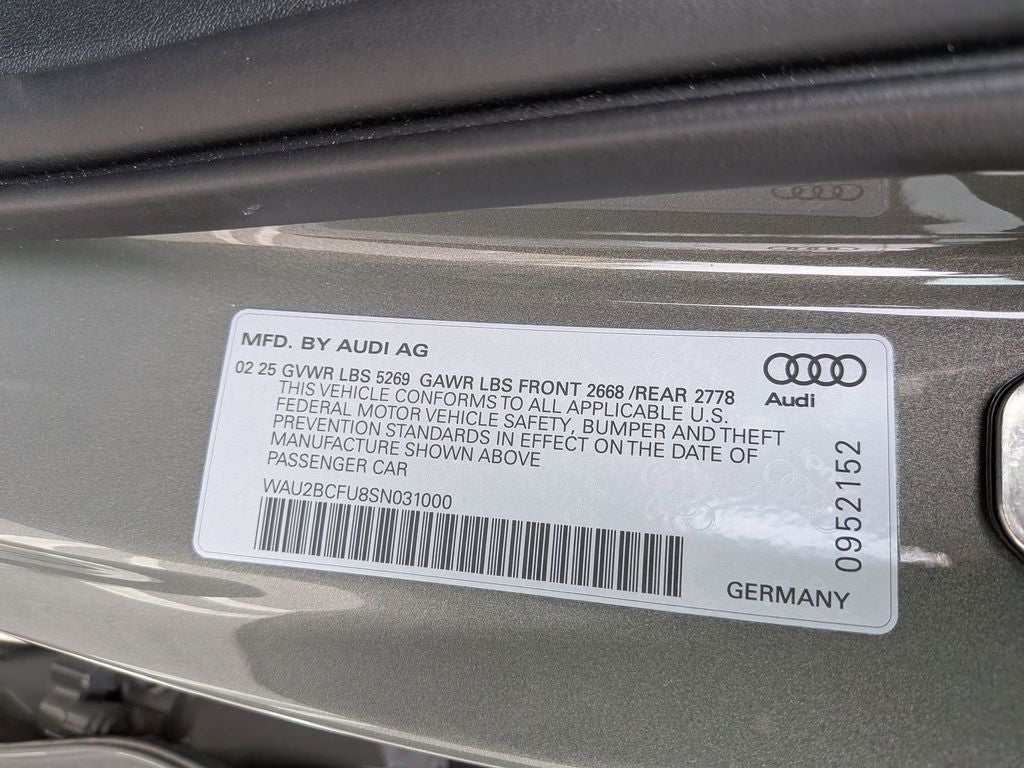 MFD. BY AUDI AG
02 25 GVWR LBS 5269 GAWR LBS FRONT 2668 /REAR 2778
THIS VEHICLE CONFORMS TO ALL APPLICABLE U.S.
FEDERAL MOTOR VEHICLE SAFETY, BUMPER AND THEFT
PREVENTION STANDARDS IN EFFECT ON THE DATE OF
MANUFACTURE SHOWN ABOVE
PASSENGER CAR
WAU2BCFU8SN031000
Audi
0952152
GERMANY